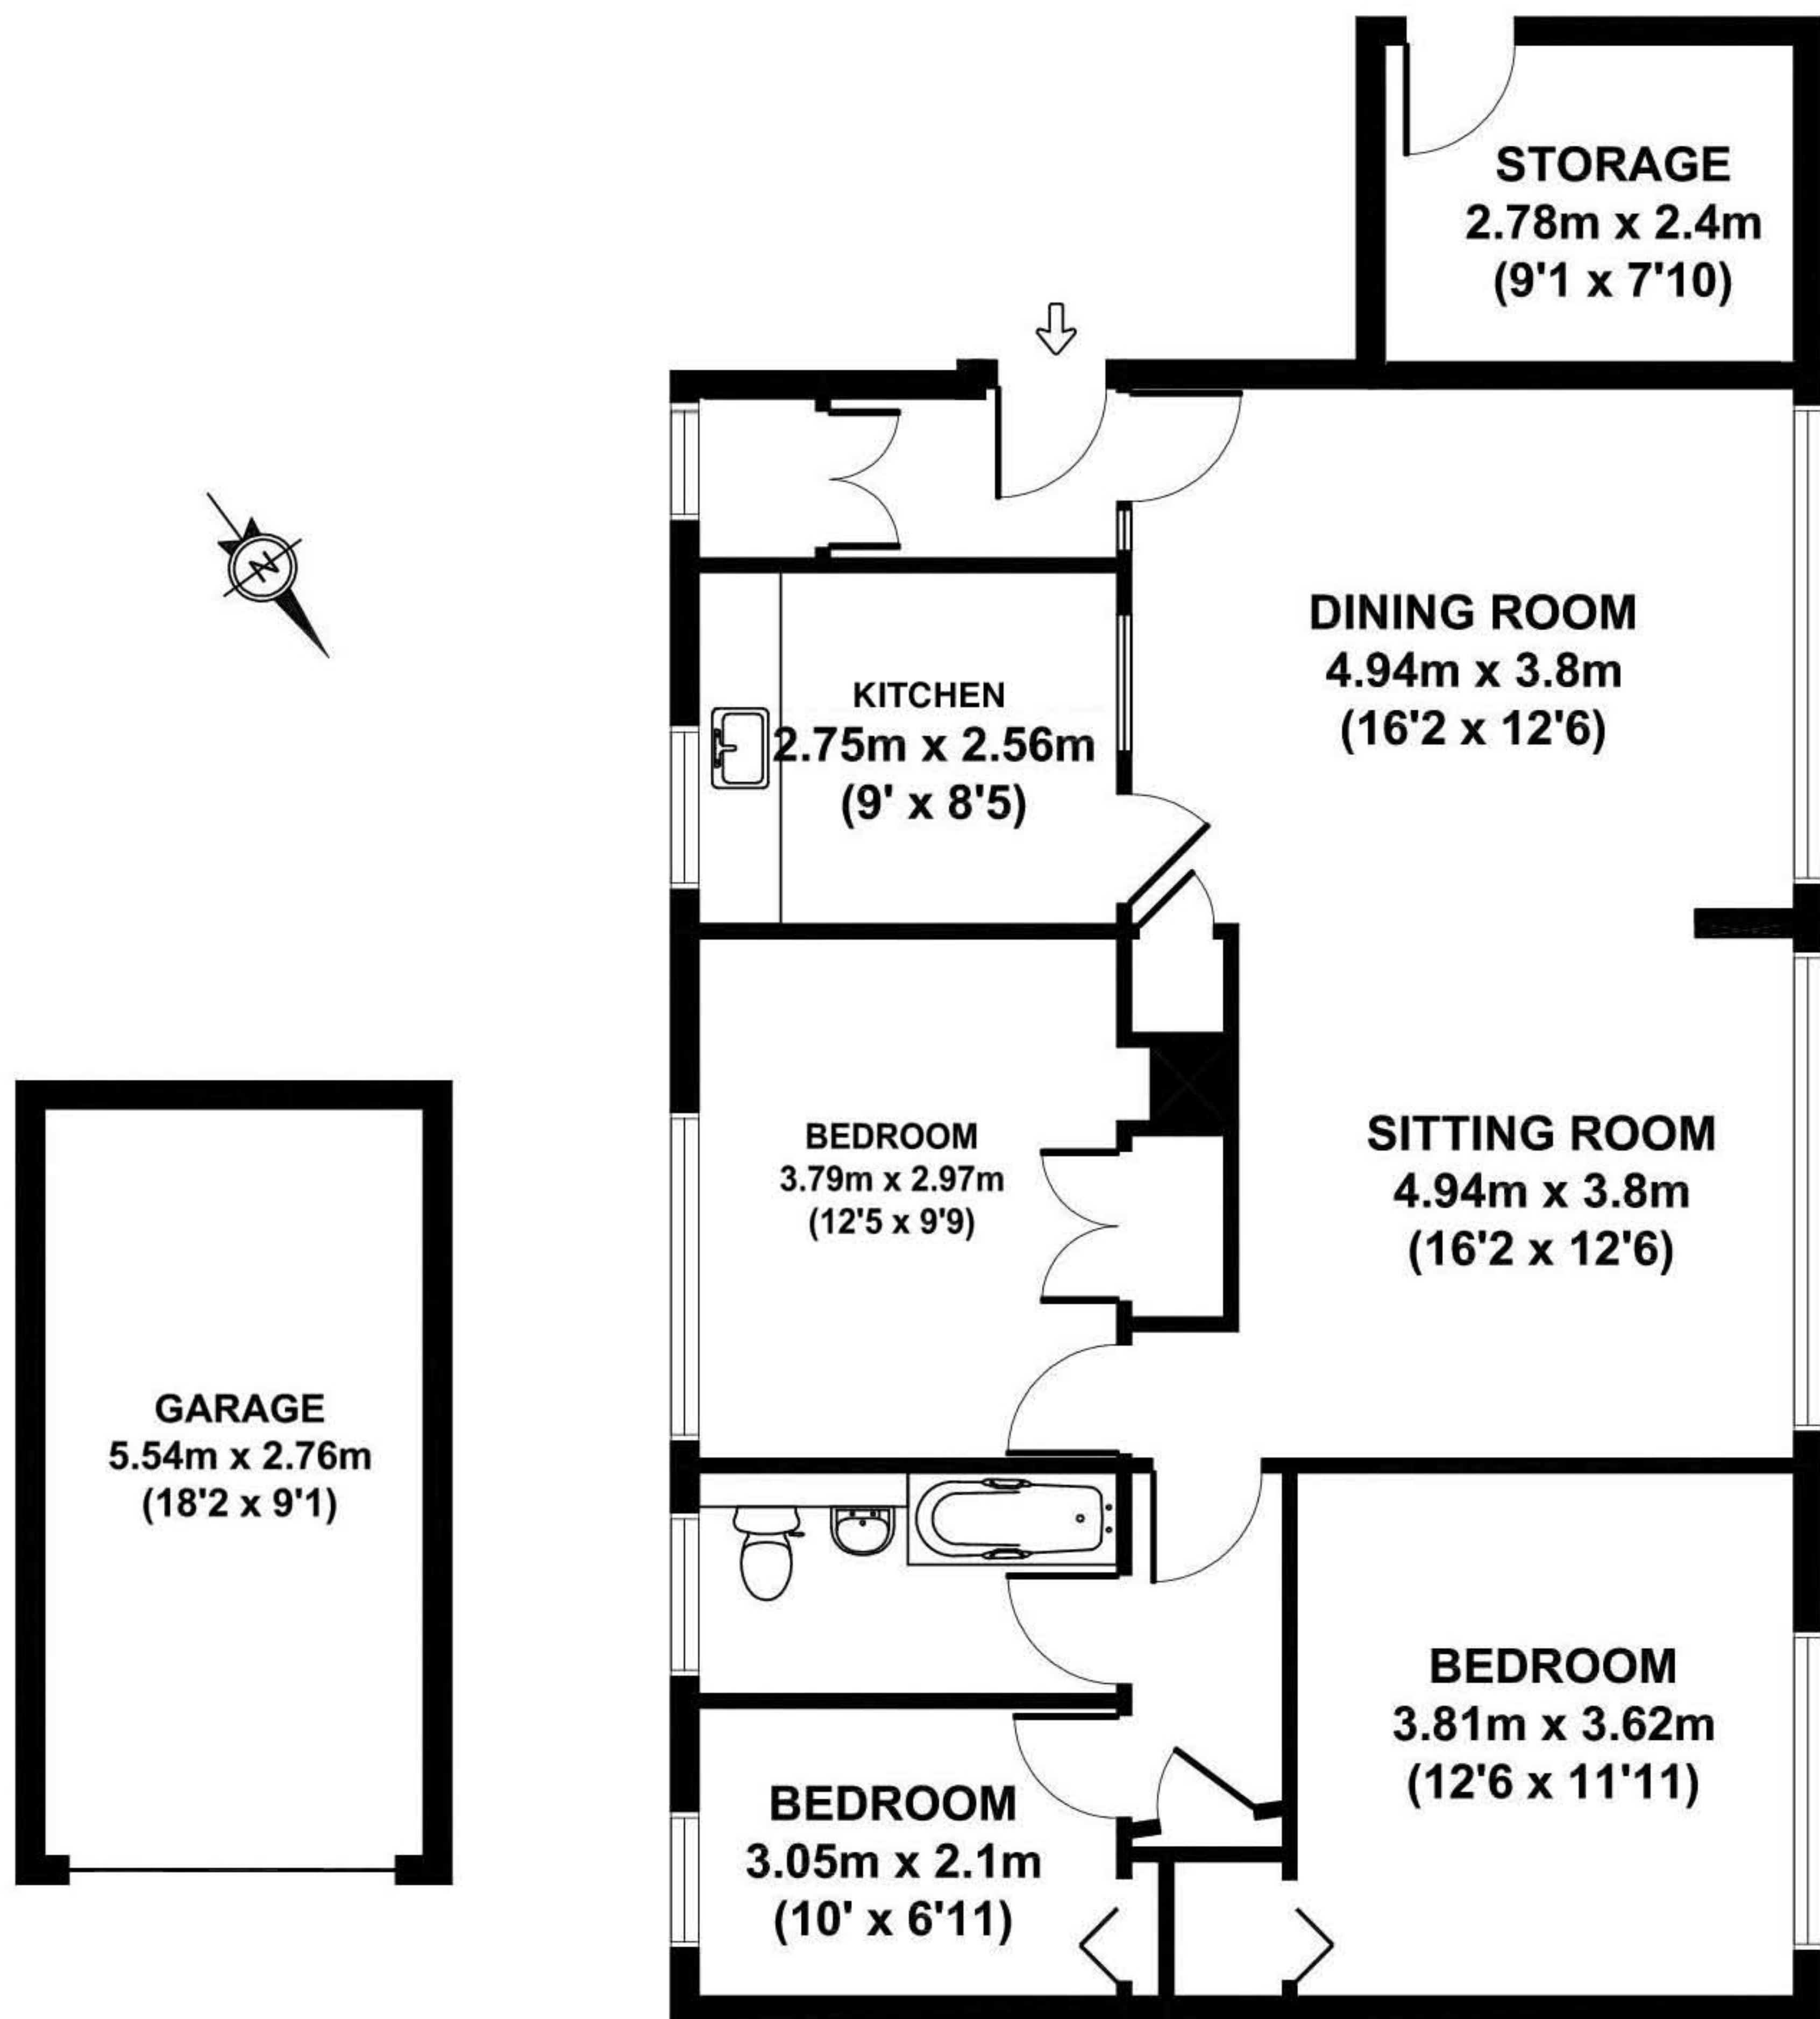 STORAGE
2.78m x 2.4m
(9'1 x 7'10)
N
DINING ROOM
4.94m x 3.8m
(16'2 x 12'6)
KITCHEN
2.75m x 2.56m
(9' x 8'5)
BEDROOM
3.79m x 2.97m
(12'5 x 9'9)
SITTING ROOM
4.94m x 3.8m
(16'2 x 12'6)
GARAGE
5.54m x 2.76m
(18'2 x 9'1)
BEDROOM
3.81m x 3.62m
(12'6 x 11'11)
BEDROOM
3.05m x 2.1m
(10' x 6'11)